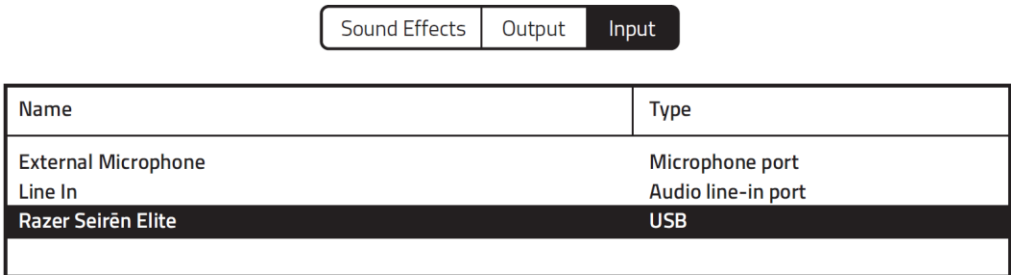 Sound Effects Output Input
Name Type
External Microphone Microphone port
Line In Audio line-in port
Razer Seirēn Elite USB